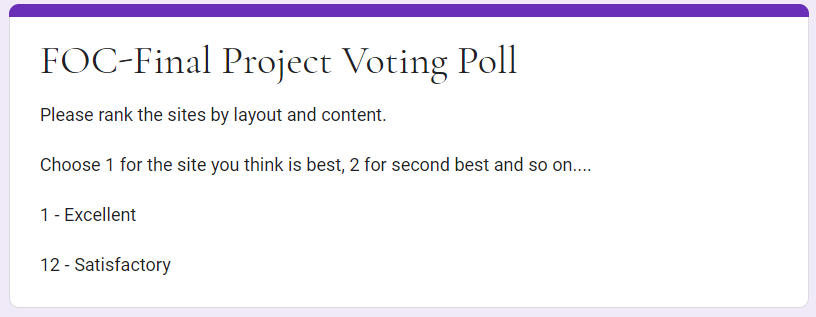 FOC-Final Project Voting Poll
Please rank the sites by layout and content.
Choose 1 for the site you think is best, 2 for second best and so on....
1 - Excellent
12 - Satisfactory